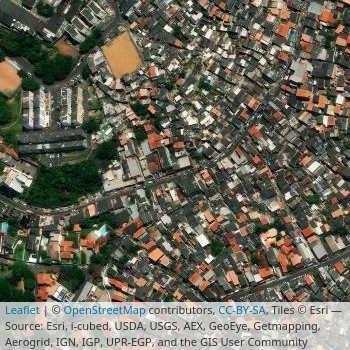 Leaflet | © OpenStreetMap contributors, CC-BY-SA, Tiles © Esri —
Source: Esri, i-cubed, USDA, USGS, AEX, GeoEye, Getmapping,
Aerogrid, IGN, IGP, UPR-EGP, and the GIS User Community